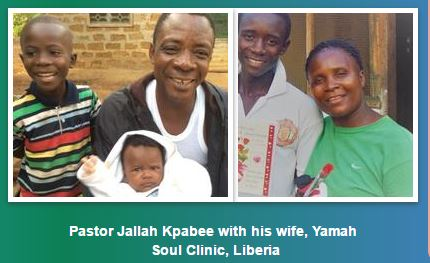 Pastor Jallah Kpabee with his wife, Yamah
Soul Clinic, Liberia